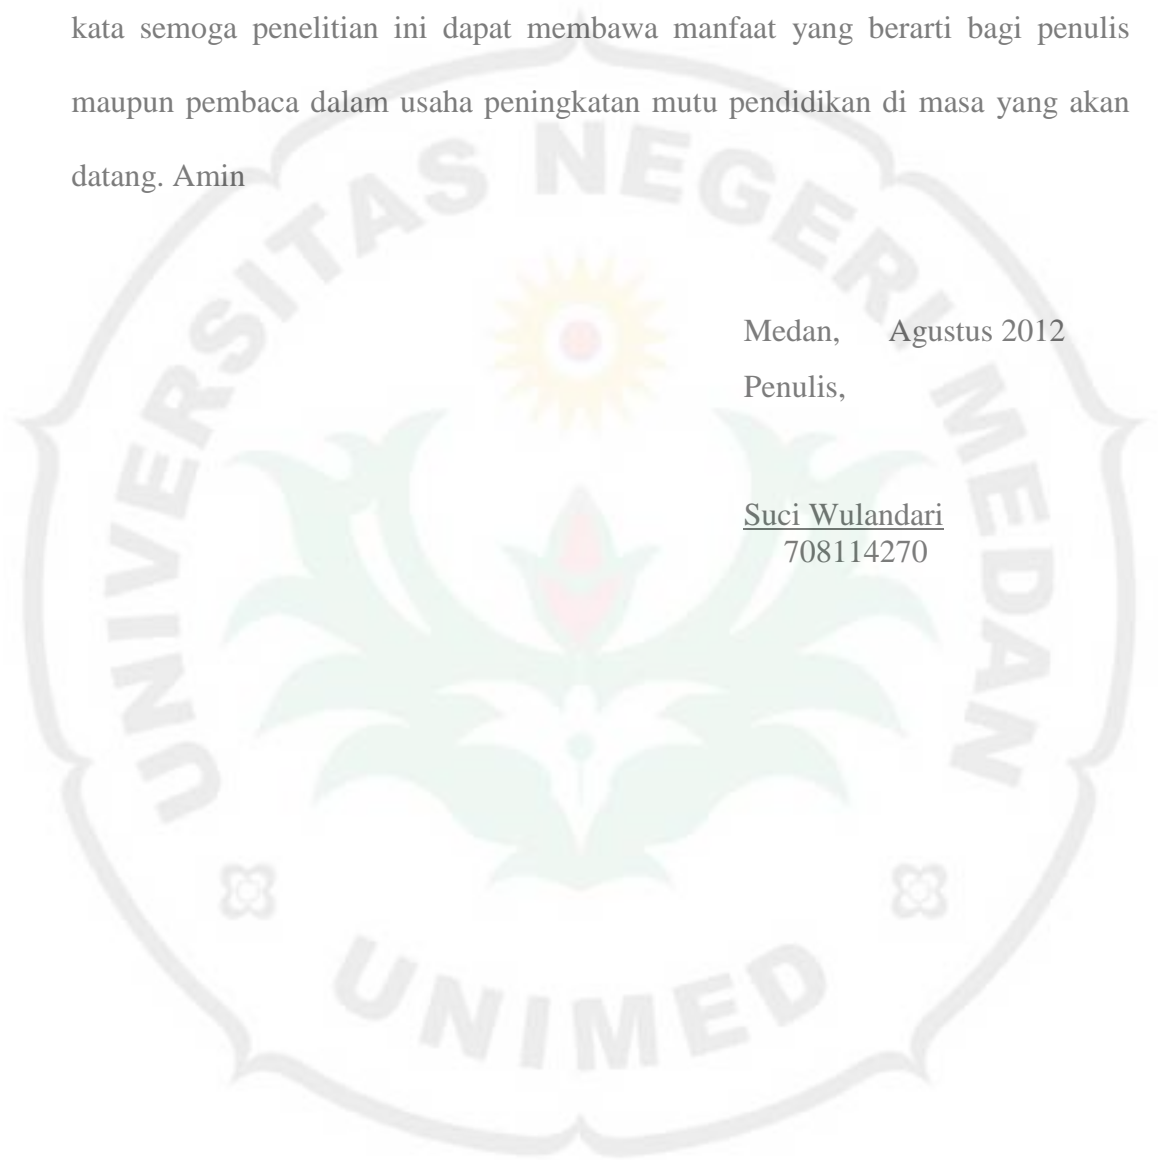 kata semoga penelitian ini dapat membawa manfaat yang berarti bagi penulis
maupun pembaca dalam usaha peningkatan mutu pendidikan di masa yang akan
datang. Amin
UNIVERSITAS NEGERI MEDAN
Medan, Agustus 2012
Penulis,
Suci Wulandari
708114270
UNIMED